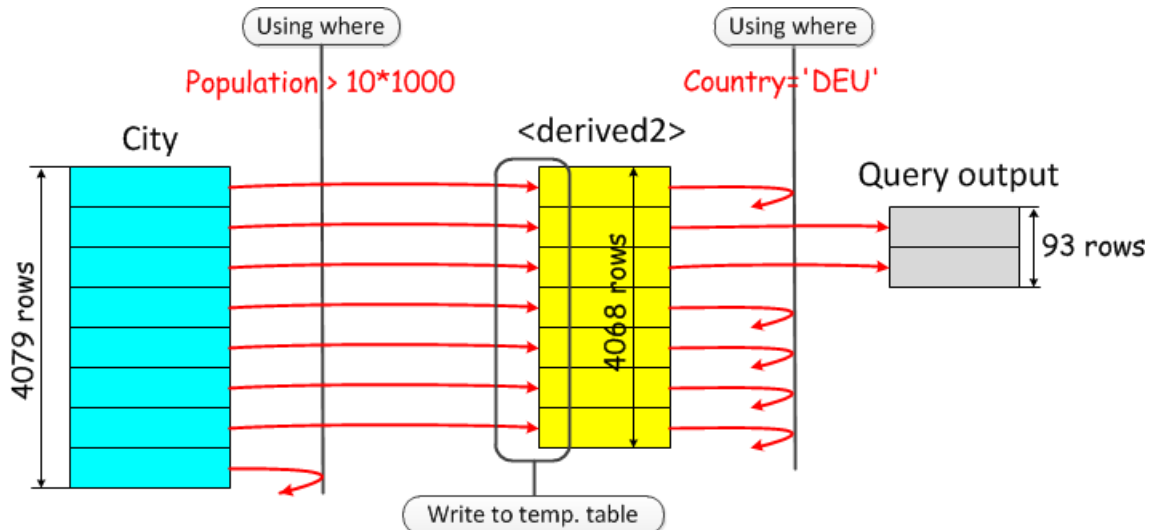 Using where
Using where
Population > 10*1000
Country='DEU'
City
<derived2>
Query output
4079 rows
4068 rows
93 rows
Write to temp. table